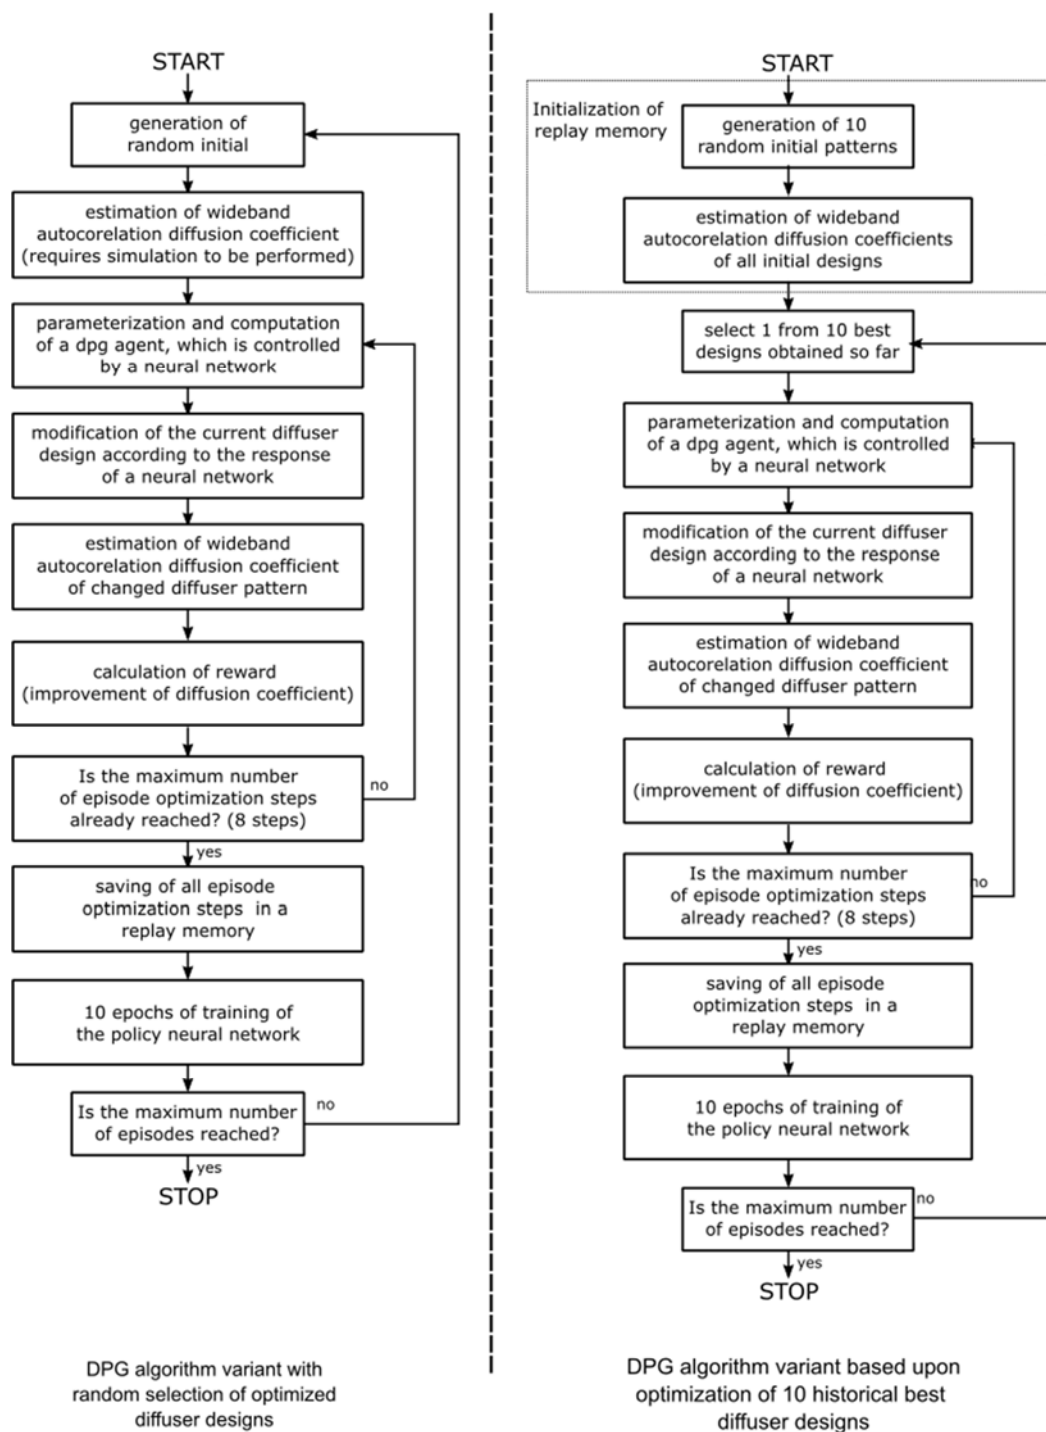 START
generation of
random initial
estimation of wideband
autocorelation diffusion coefficient
(requires simulation to be performed)
parameterization and computation
of a dpg agent, which is controlled
by a neural network
modification of the current diffuser
design according to the response
of a neural network
estimation of wideband
autocorelation diffusion coefficient
of changed diffuser pattern
calculation of reward
(improvement of diffusion coefficient)
Is the maximum number
of episode optimization steps
already reached? (8 steps)
no
yes
saving of all episode
optimization steps in a
replay memory
10 epochs of training of
the policy neural network
Is the maximum number
of episodes reached?
no
yes
STOP
DPG algorithm variant with
random selection of optimized
diffuser designs
START
Initialization of
replay memory
generation of 10
random initial patterns
estimation of wideband
autocorelation diffusion coefficients
of all initial designs
select 1 from 10 best
designs obtained so far
parameterization and computation
of a dpg agent, which is controlled
by a neural network
modification of the current diffuser
design according to the response
of a neural network
estimation of wideband
autocorelation diffusion coefficient
of changed diffuser pattern
calculation of reward
(improvement of diffusion coefficient)
Is the maximum number
of episode optimization steps
already reached? (8 steps)
no
yes
saving of all episode
optimization steps in a
replay memory
10 epochs of training of
the policy neural network
Is the maximum number
of episodes reached?
no
yes
STOP
DPG algorithm variant based upon
optimization of 10 historical best
diffuser designs